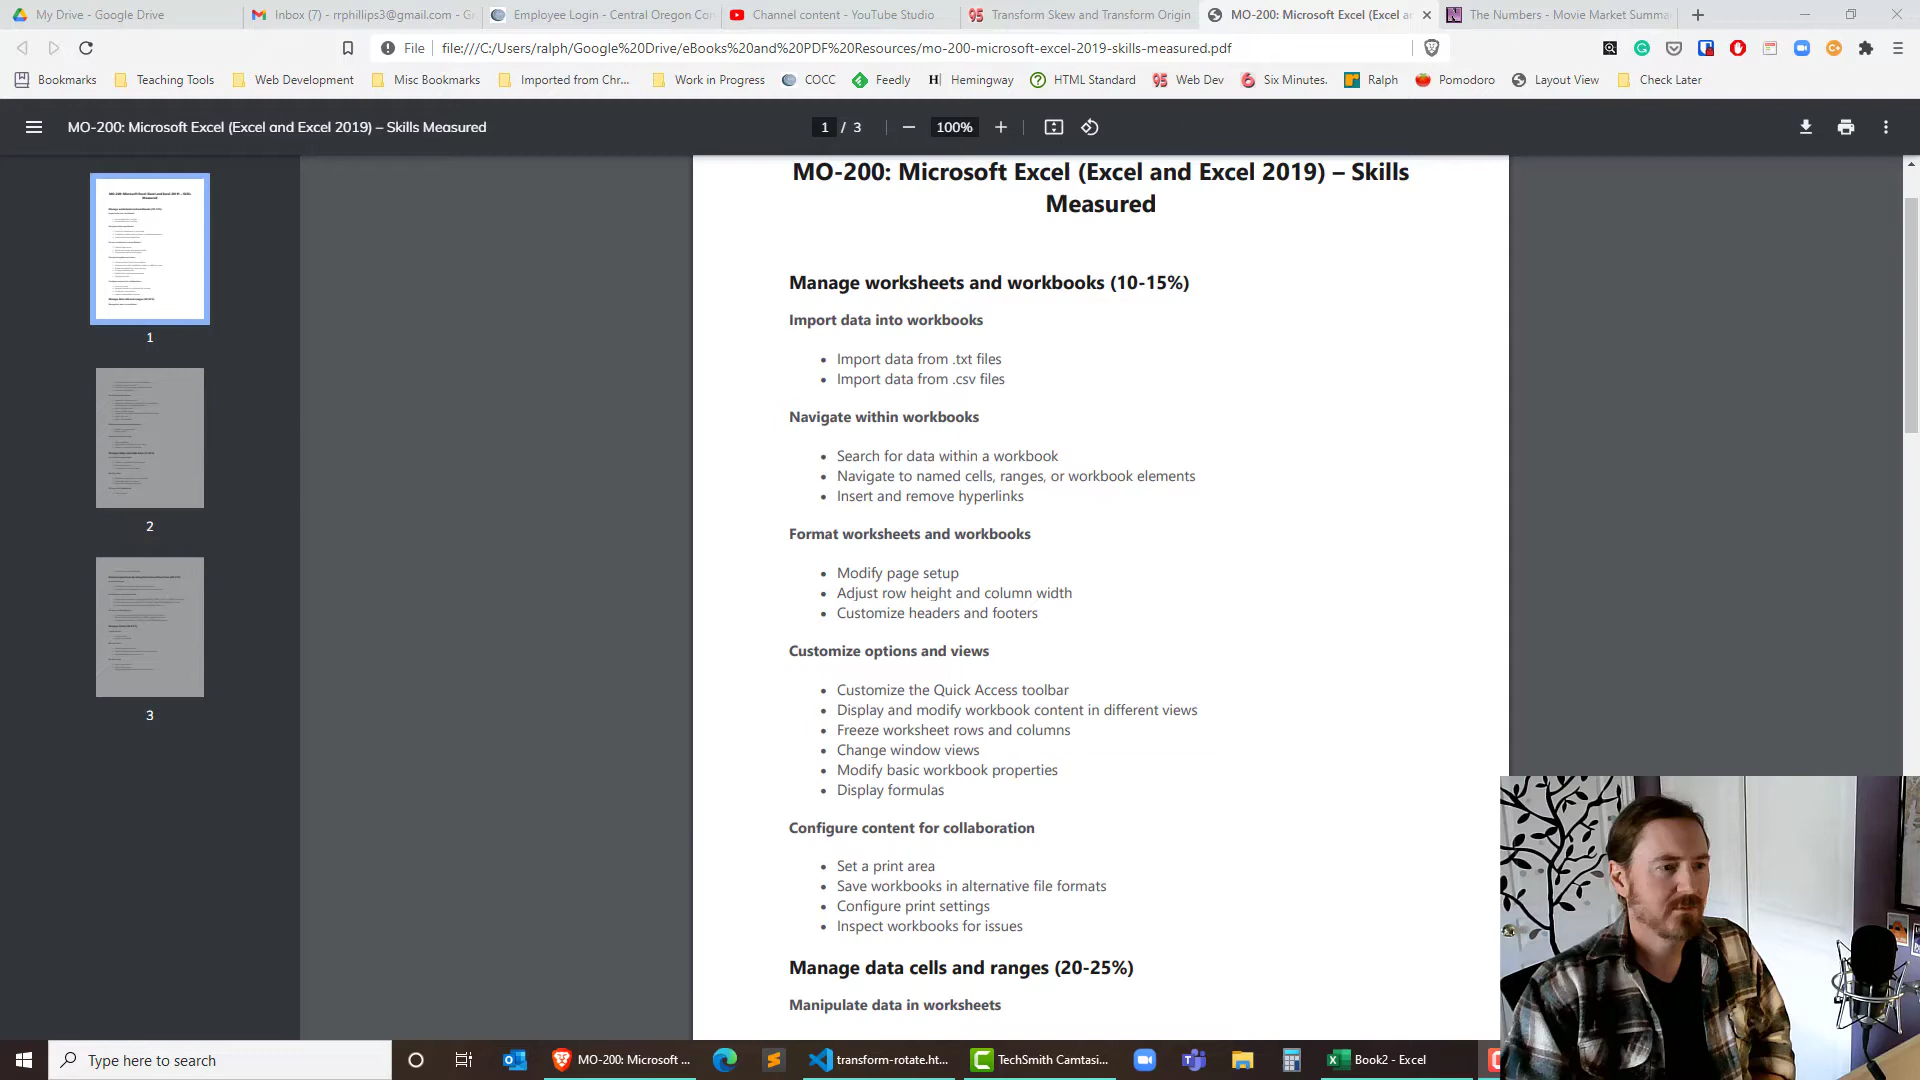 My Drive - Google Drive
Inbox (7) - rrphillips3@gmail.com - G
Employee Login - Central Oregon Co
Channel content - YouTube Studio
Transform Skew and Transform Origin
MO-200: Microsoft Excel (Excel a
The Numbers - Movie Market Summa
File
file:///C:/Users/ralph/Google%20Drive/eBooks%20and%20PDF%20Resources/mo-200-microsoft-excel-2019-skills-measured.pdf
Bookmarks
Teaching Tools
Web Development
Misc Bookmarks
Imported from Chr...
Work in Progress
COCC
Feedly
Hemingway
HTML Standard
95 Web Dev
Six Minutes.
Ralph
Pomodoro
Layout View
Check Later
MO-200: Microsoft Excel (Excel and Excel 2019) – Skills Measured
1 / 3
100%
MO-200: Microsoft Excel (Excel and Excel 2019) – Skills
Measured
Manage worksheets and workbooks (10-15%)
Import data into workbooks
• Import data from .txt files
• Import data from .csv files
Navigate within workbooks
• Search for data within a workbook
• Navigate to named cells, ranges, or workbook elements
• Insert and remove hyperlinks
Format worksheets and workbooks
• Modify page setup
• Adjust row height and column width
• Customize headers and footers
Customize options and views
• Customize the Quick Access toolbar
• Display and modify workbook content in different views
• Freeze worksheet rows and columns
• Change window views
• Modify basic workbook properties
• Display formulas
Configure content for collaboration
• Set a print area
• Save workbooks in alternative file formats
• Configure print settings
• Inspect workbooks for issues
Manage data cells and ranges (20-25%)
Manipulate data in worksheets
1
2
3
Type here to search
MO-200: Microsoft ...
transform-rotate.ht...
TechSmith Camtasi...
Book2 - Excel